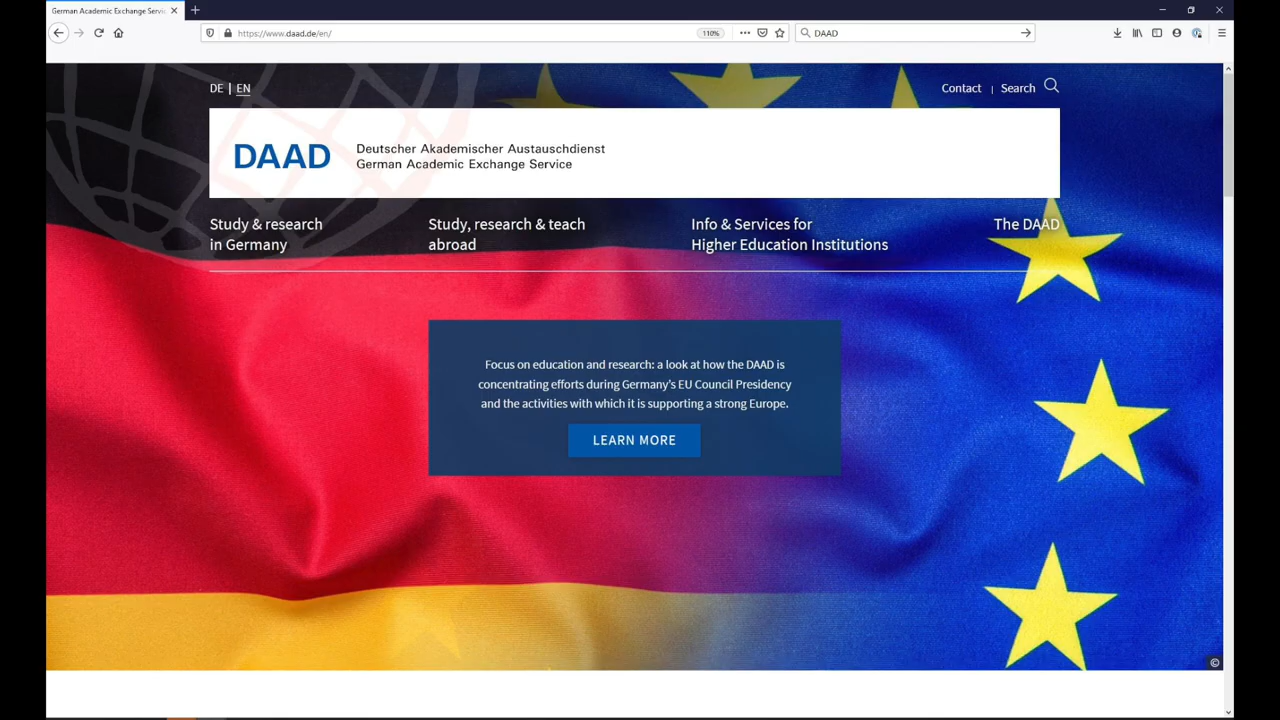 German Academic Exchange Servic
https://www.daad.de/en/
110%
DAAD
DE | EN
Contact | Search
DAAD
Deutscher Akademischer Austauschdienst
German Academic Exchange Service
Study & research
in Germany
Study, research & teach
abroad
Info & Services for
Higher Education Institutions
The DAAD
Focus on education and research: a look at how the DAAD is
concentrating efforts during Germany's EU Council Presidency
and the activities with which it is supporting a strong Europe.
LEARN MORE
©